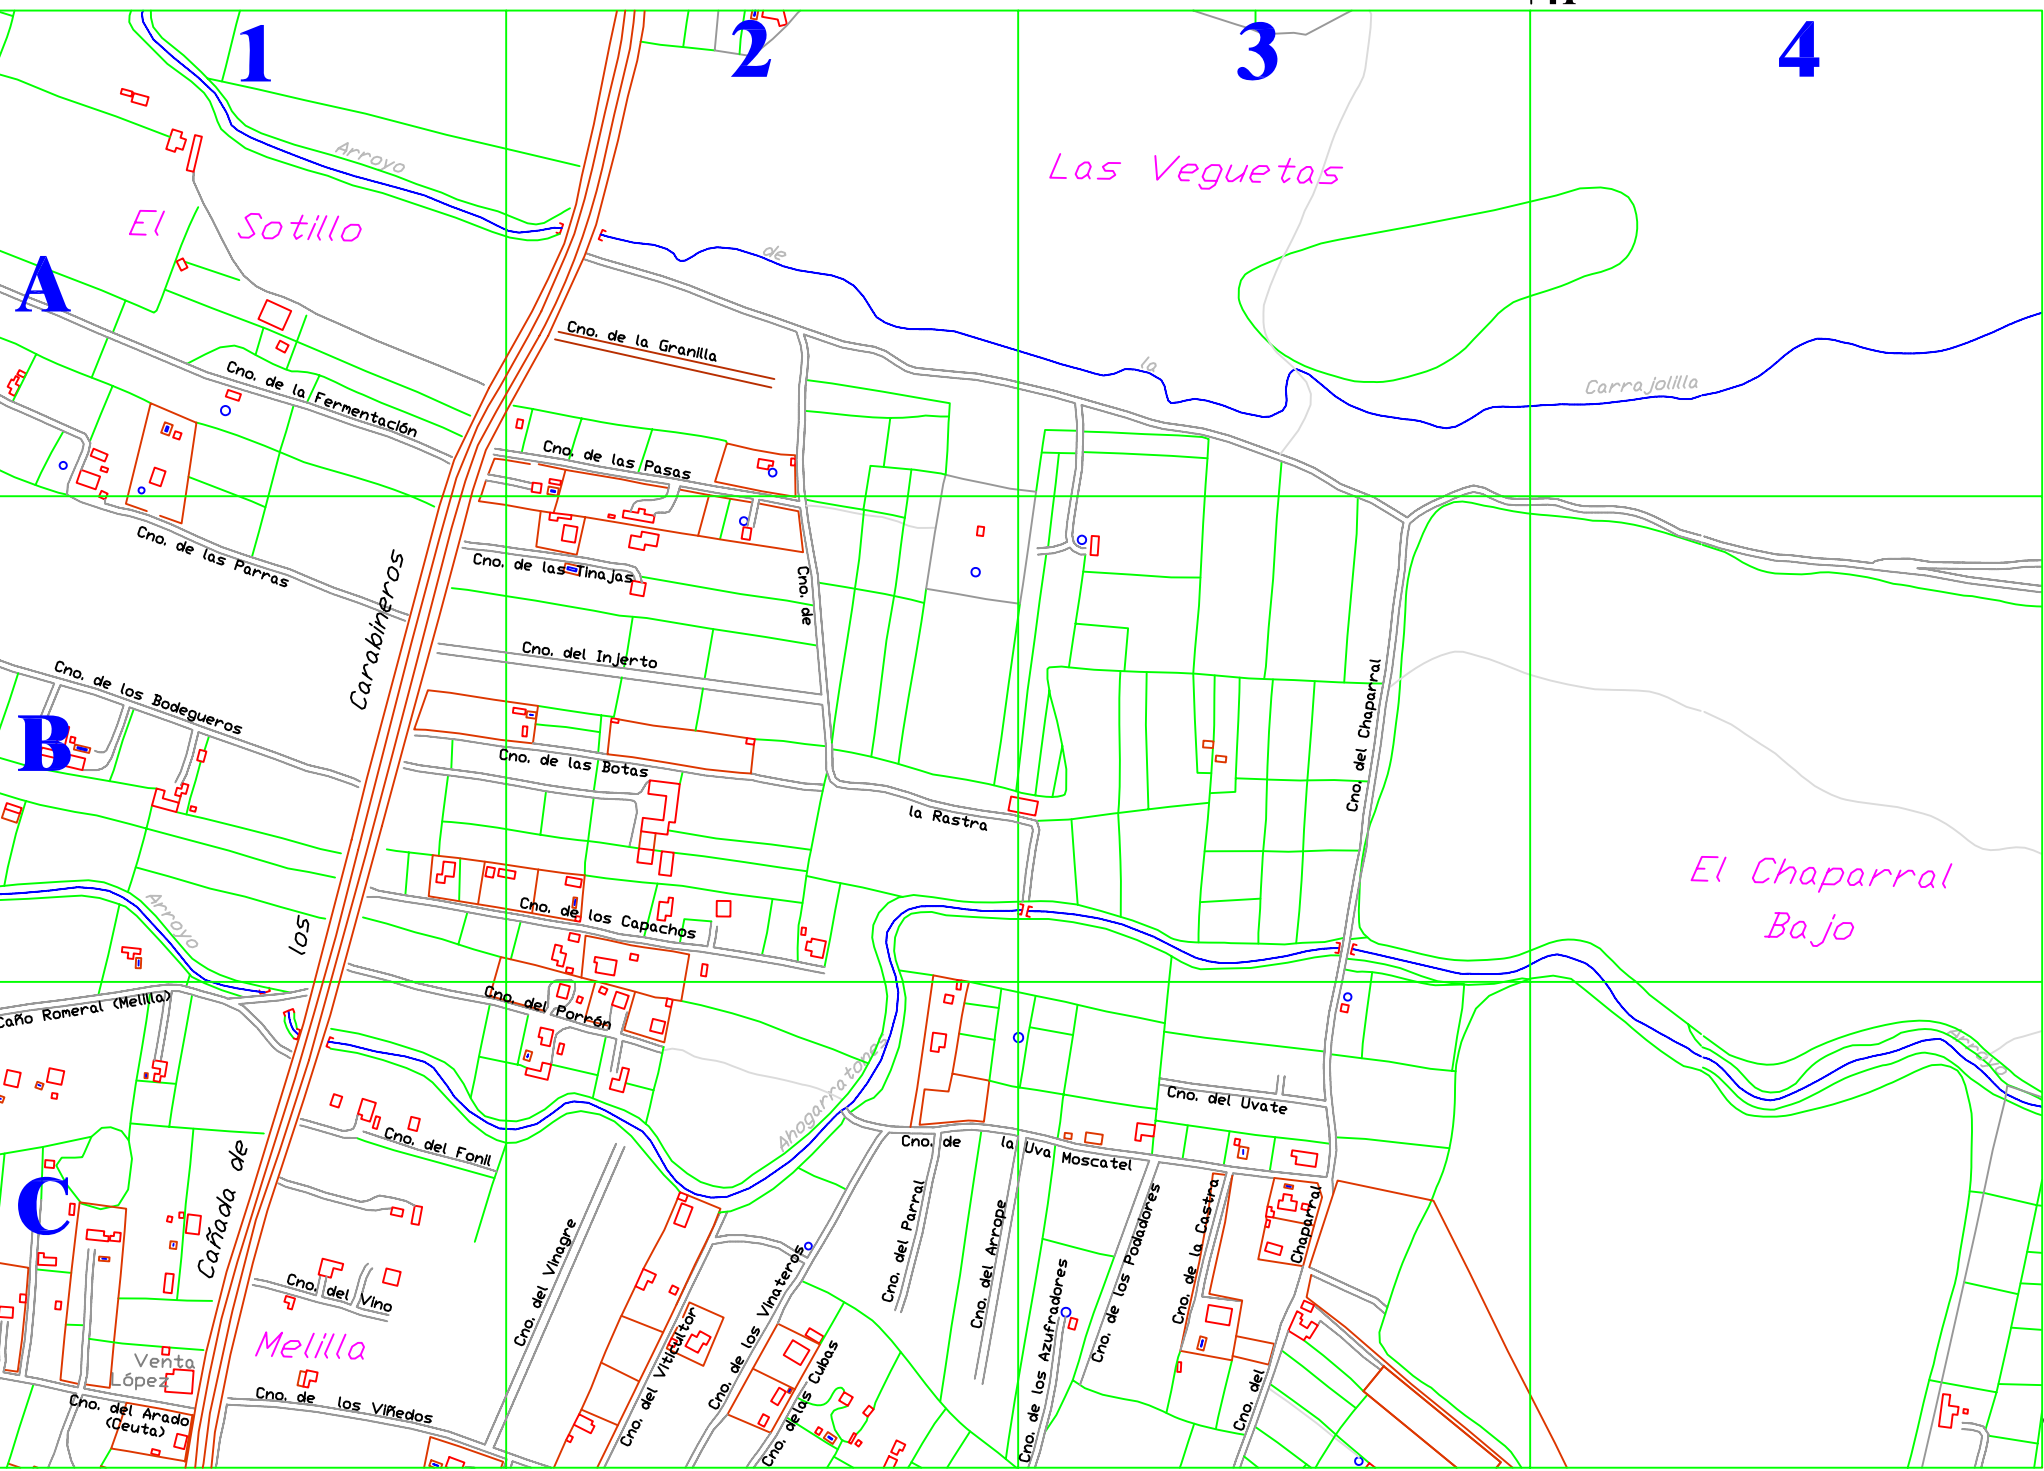 1
2
3
4
Arroyo
Las Veguetas
El Sotillo
de
A
Cno. de la Granilla
la
Carrajolilla
Cno. de la Fermentación
Cno. de las Pasas
Cno. de las Parras
Cno. de las Tinajas
Cno. de
Carabineros
Cno. del Injerto
Cno. de los Bodegueros
Cno. del Chaparral
B
Cno. de las Botas
la Rastra
El Chaparral
Bajo
Arroyo
los
Cno. de los Capachos
Caño Romeral (Melilla)
Cno. del Porrón
Arroyo
Ahogarratones
Cno. del Uvate
Cno. del Fonil
Cno. de la Uva Moscatel
Cañada de
C
Cno. del Vinagre
Cno. del Parral
Cno. del Arrope
Cno. de los Podadores
Cno. de la Castra
Chaparral
Cno. del Vino
Cno. de los Vinateros
Cno. de los Azufradores
Melilla
Cno. del Viticultor
Venta
López
Cno. de las Cubas
Cno. del
Cno. de los Viñedos
Cno. del Arado
(Ceuta)